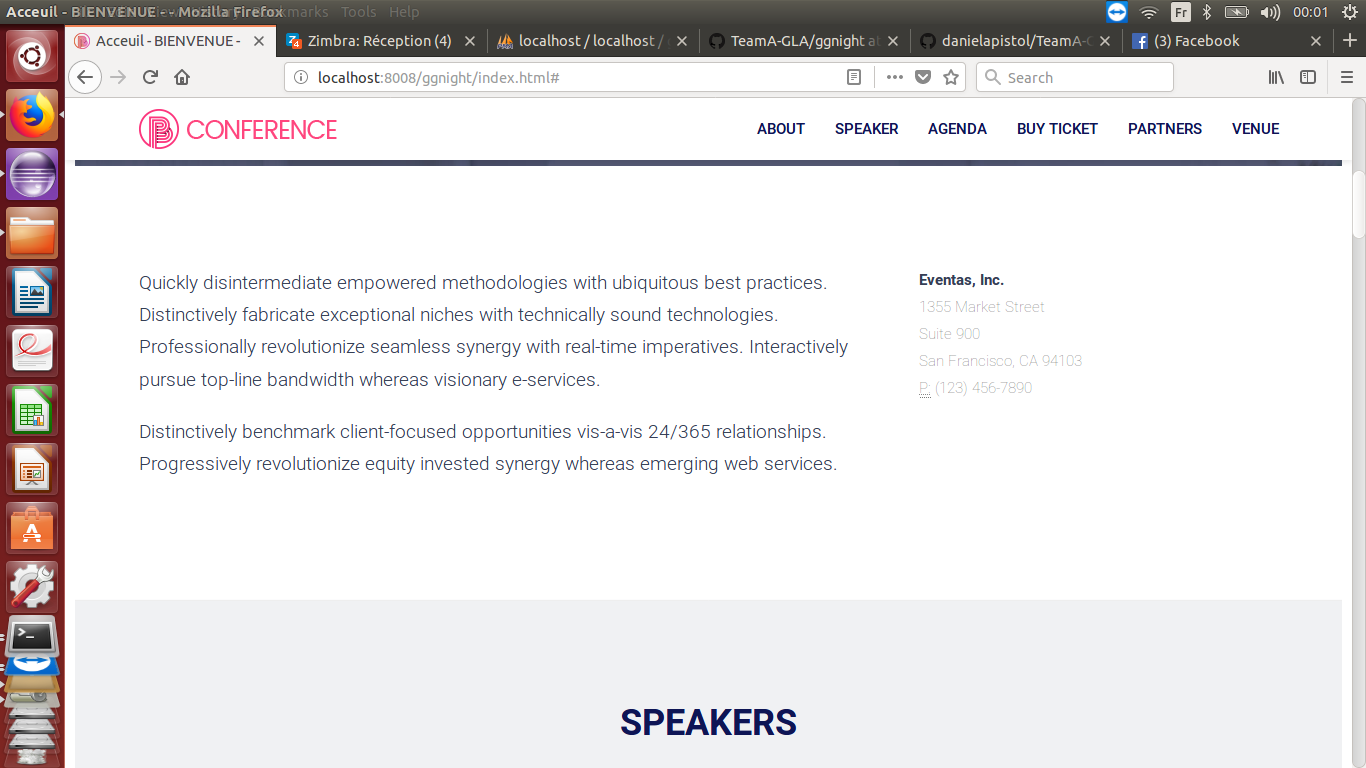 Acceuil - BIENVENUE - - Mozilla Firefox
Bookmarks Tools Help
Fr
00:01
Acceuil - BIENVENUE -
Zimbra: Réception (4)
localhost / localhost /
TeamA-GLA/ggnight at
danielapistol/TeamA-G
(3) Facebook
localhost:8008/ggnight/index.html#
Search
CONFERENCE
ABOUT SPEAKER AGENDA BUY TICKET PARTNERS VENUE
Quickly disintermediate empowered methodologies with ubiquitous best practices.
Distinctively fabricate exceptional niches with technically sound technologies.
Professionally revolutionize seamless synergy with real-time imperatives. Interactively
pursue top-line bandwidth whereas visionary e-services.
Distinctively benchmark client-focused opportunities vis-a-vis 24/365 relationships.
Progressively revolutionize equity invested synergy whereas emerging web services.
Eventas, Inc.
1355 Market Street
Suite 900
San Francisco, CA 94103
P: (123) 456-7890
SPEAKERS